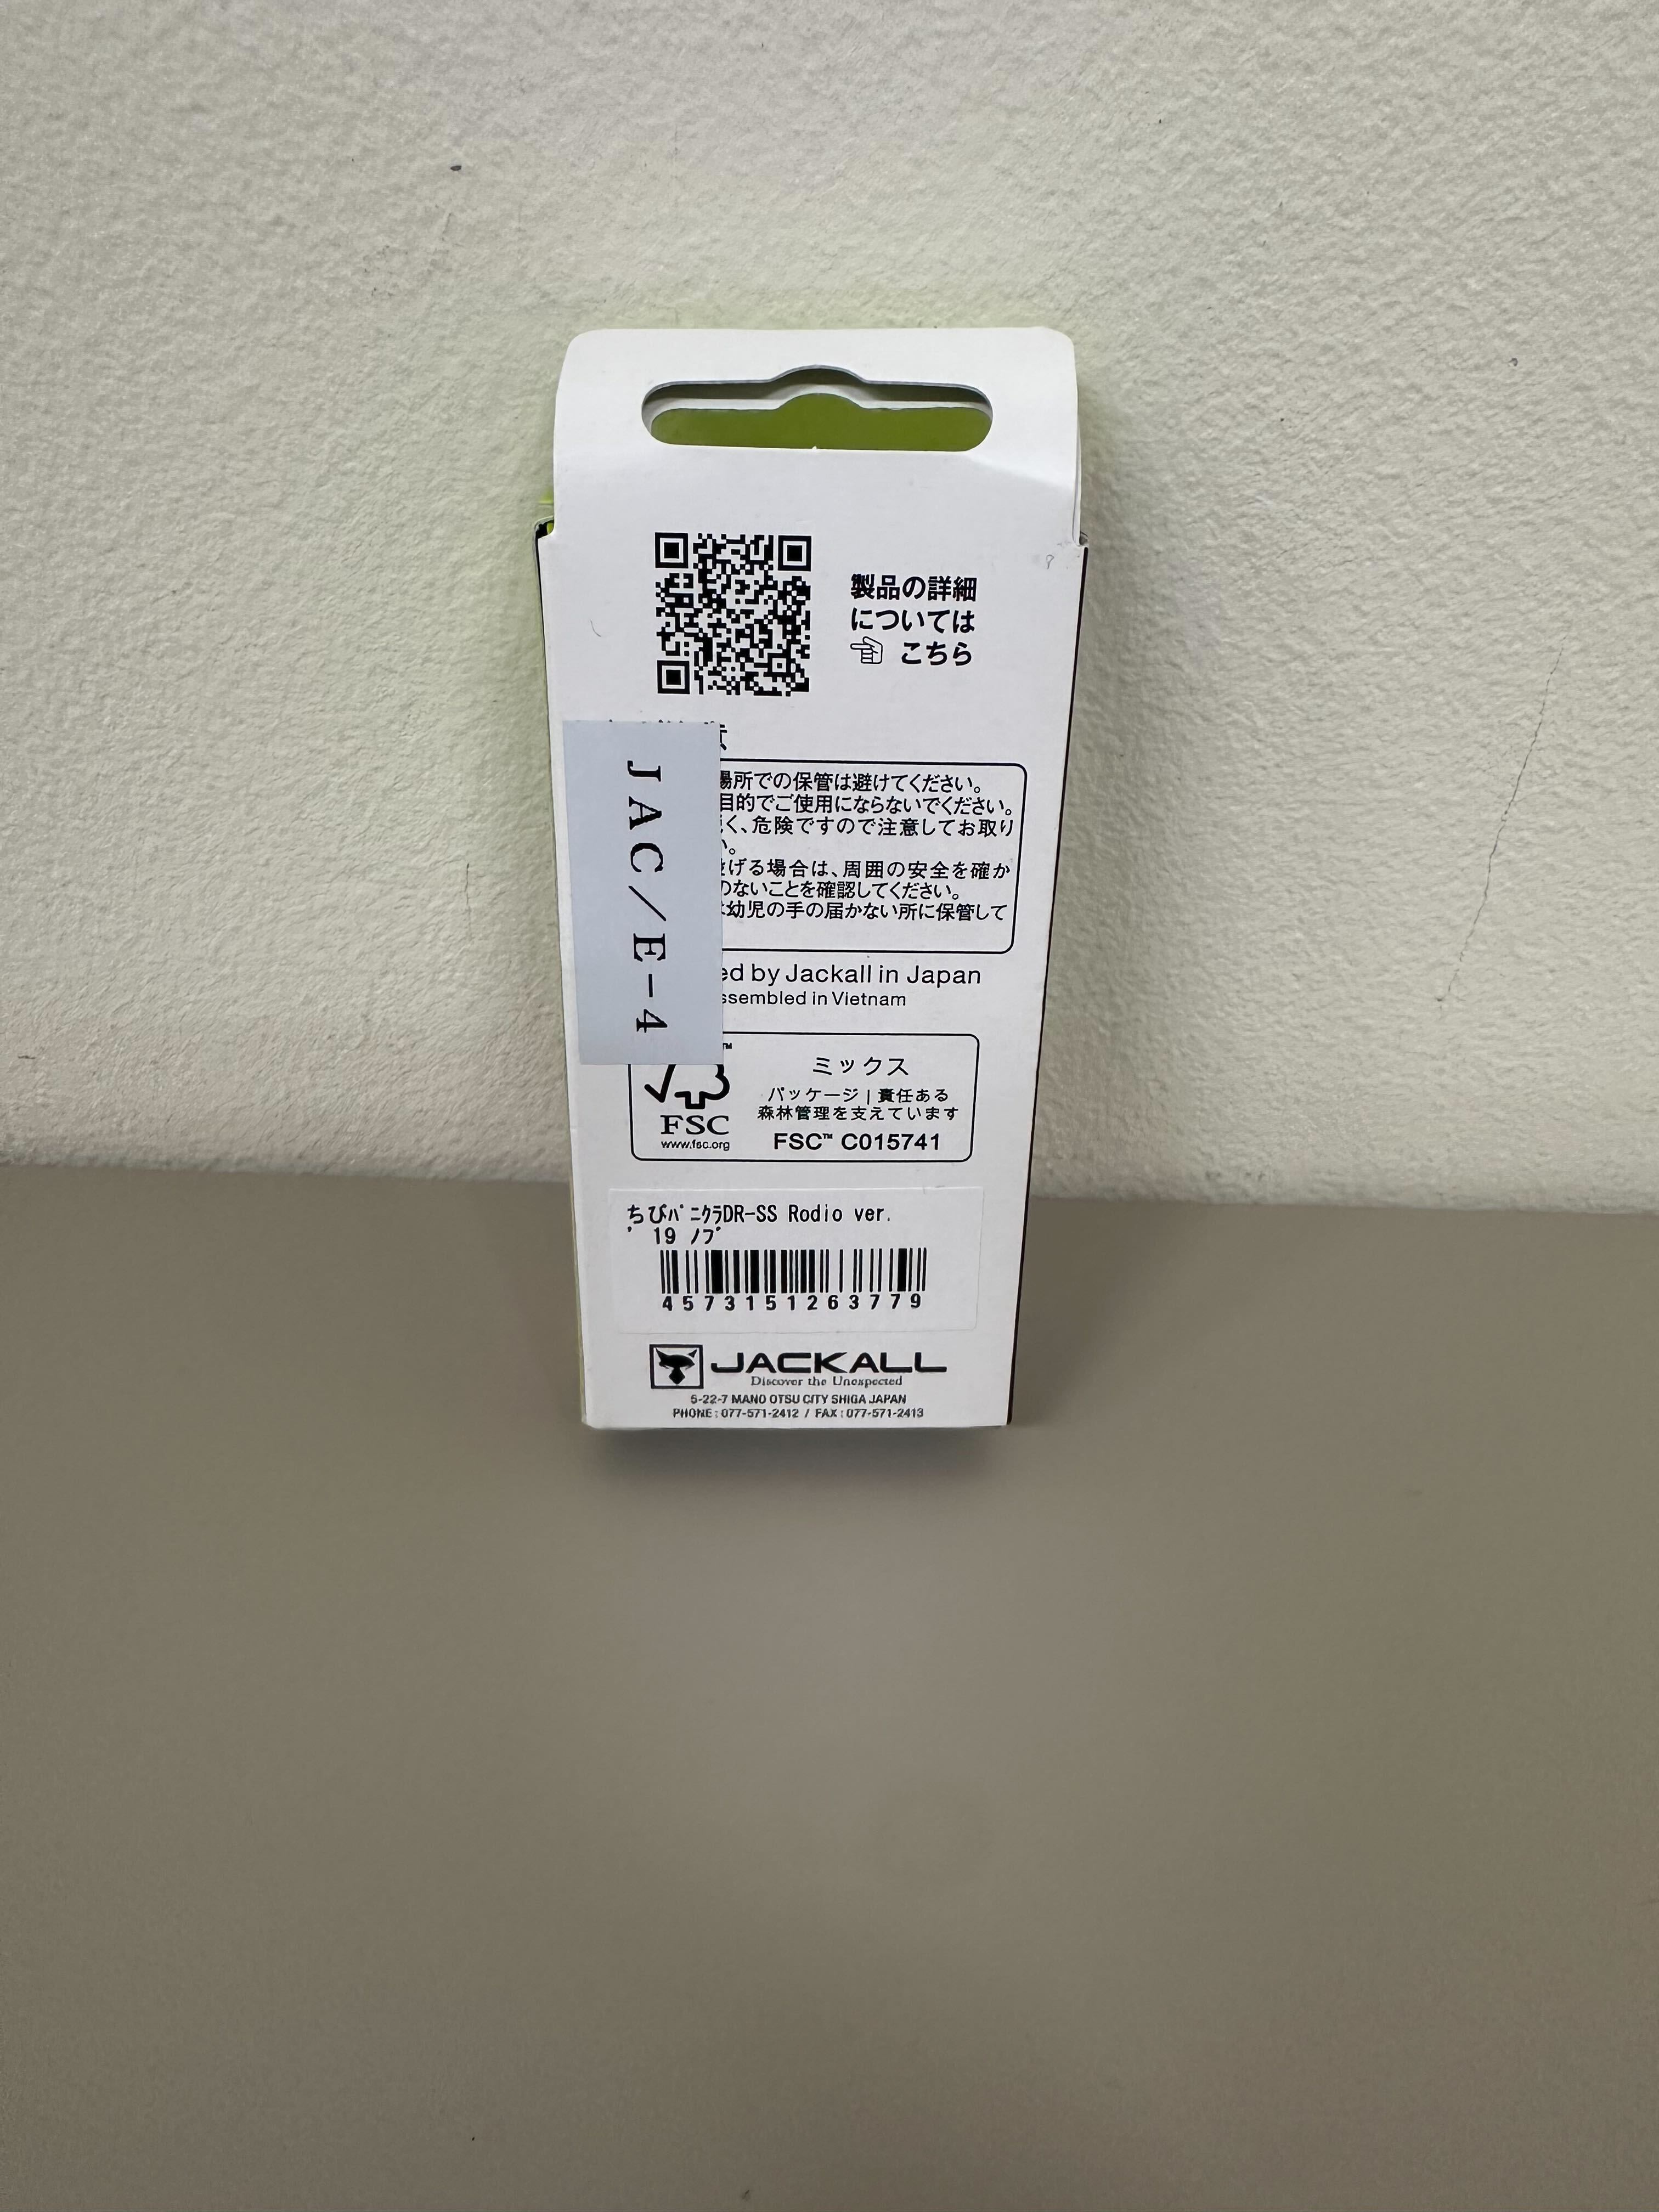 製品の詳細
については
こちら
JAC/E-4
場所での保管は避けてください。
目的でご使用にならないでください。
く、危険ですので注意してお取り
い。
げる場合は、周囲の安全を確か
のないことを確認してください。
幼児の手の届かない所に保管して
ed by Jackall in Japan
ssembled in Vietnam
™
FSC
www.fsc.org
ミックス
パッケージ | 責任ある
森林管理を支えています
FSC™ C015741
ちびﾊﾟﾆｸﾗDR-SS Rodio ver.
' 19 ﾉﾌﾞ
4573151263779
JACKALL
Discover the Unexpected
5-22-7 MANO OTSU CITY SHIGA JAPAN
PHONE : 077-571-2412 / FAX : 077-571-2413